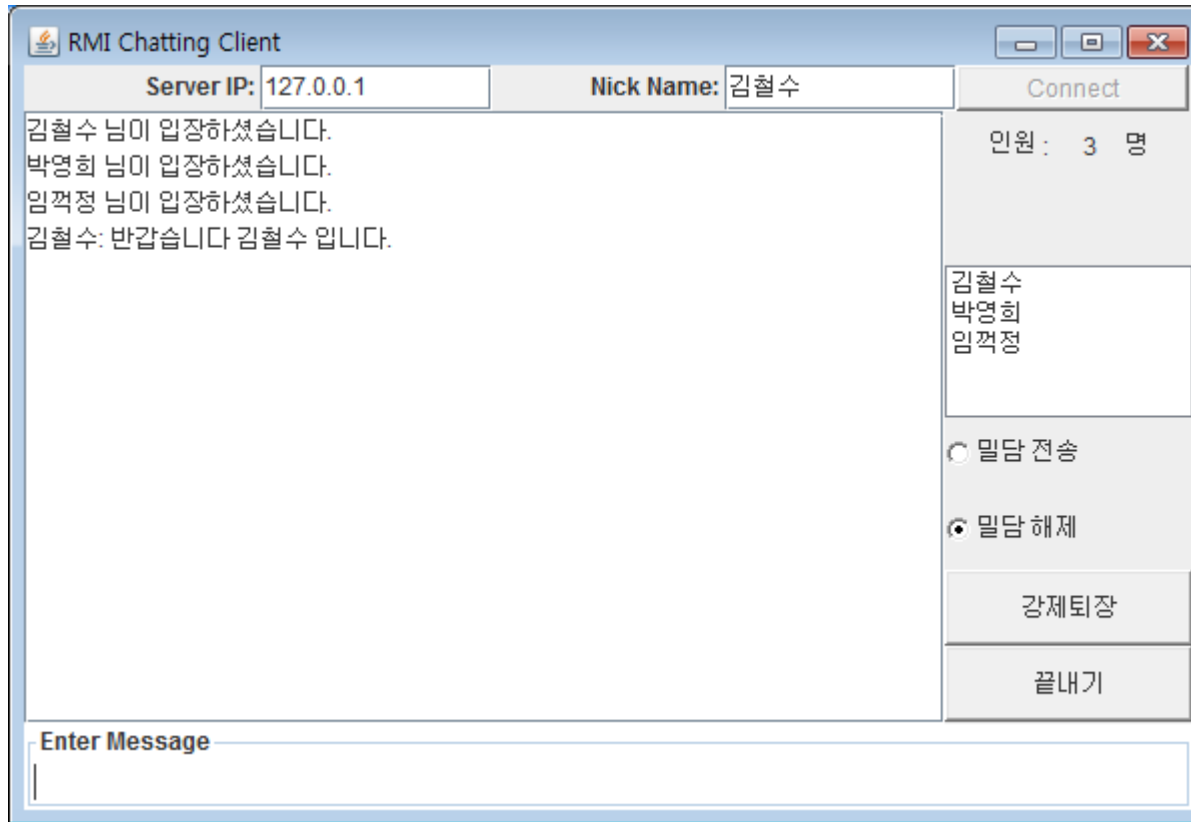 RMI Chatting Client
Server IP: 127.0.0.1 Nick Name: 김철수 Connect
김철수 님이 입장하셨습니다.
박영희 님이 입장하셨습니다.
임꺽정 님이 입장하셨습니다.
김철수: 반갑습니다 김철수 입니다.
인원 : 3 명
김철수
박영희
임꺽정
밀담 전송
밀담 해제
강제퇴장
끝내기
Enter Message